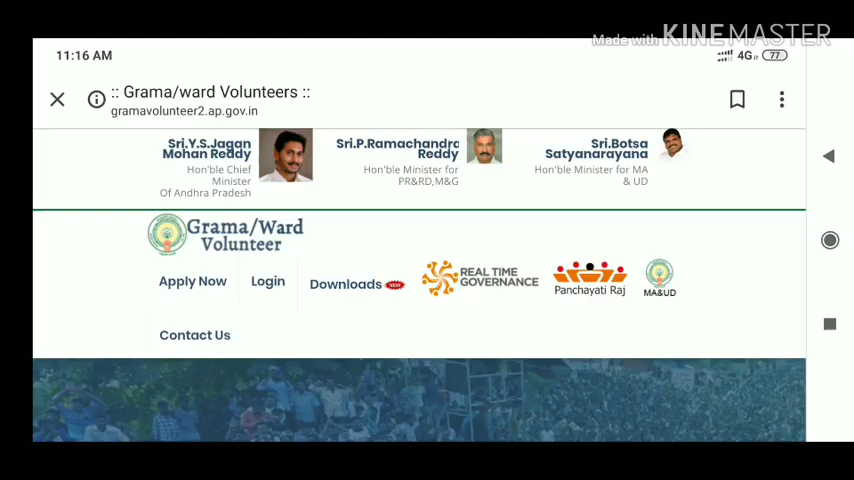 Made with KINEMASTER
11:16 AM
4G
77
:: Grama/ward Volunteers ::
gramavolunteer2.ap.gov.in
Sri.Y.S.Jagan
Mohan Reddy
Hon'ble Chief
Minister
Of Andhra Pradesh
Sri.P.Ramachandra
Reddy
Hon'ble Minister for
PR&RD,M&G
Sri.Botsa
Satyanarayana
Hon'ble Minister for MA
& UD
Grama/Ward
Volunteer
Apply Now
Login
Downloads
REAL TIME
GOVERNANCE
Panchayati Raj
MA&UD
Contact Us